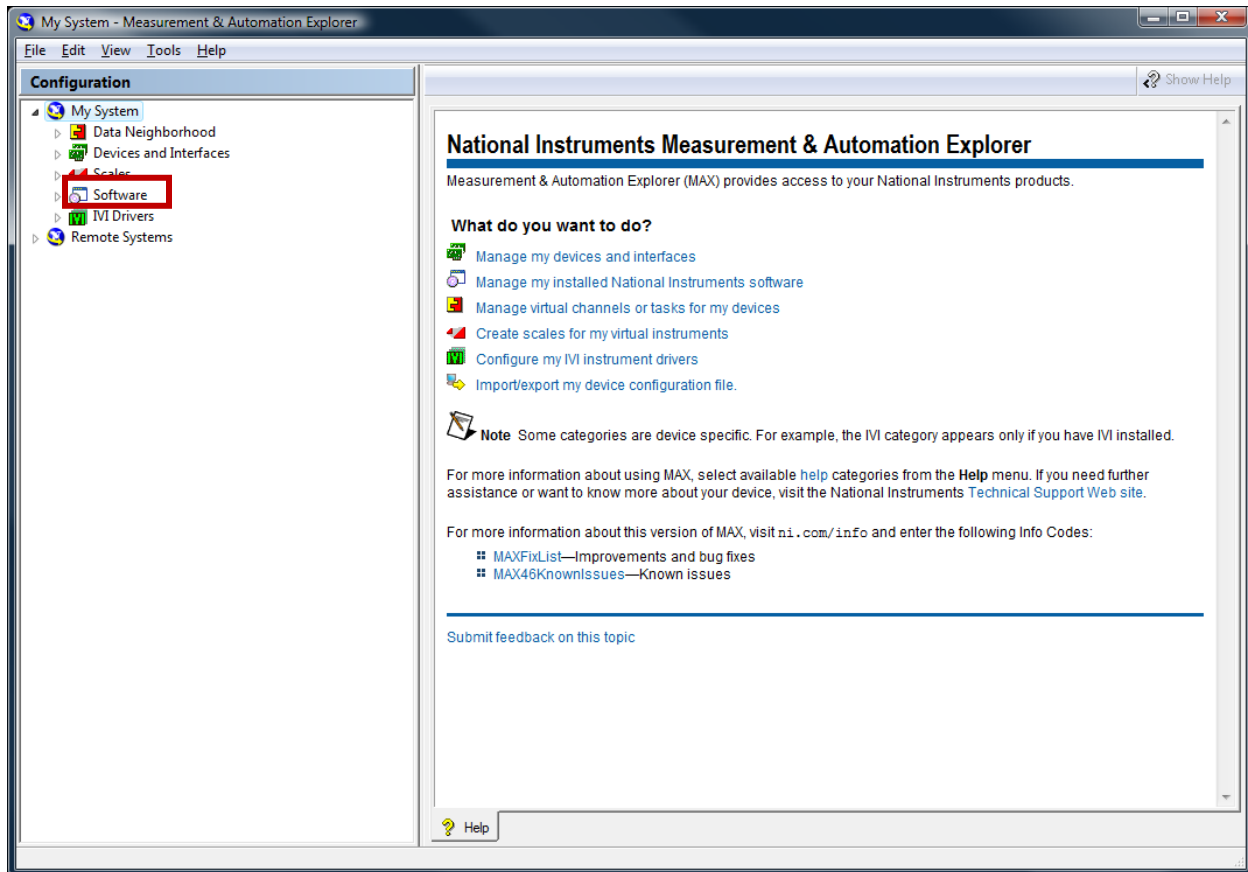 My System - Measurement & Automation Explorer
File Edit View Tools Help
Configuration
Show Help
My System
Data Neighborhood
Devices and Interfaces
Scales
Software
IVI Drivers
Remote Systems
National Instruments Measurement & Automation Explorer
Measurement & Automation Explorer (MAX) provides access to your National Instruments products.
What do you want to do?
Manage my devices and interfaces
Manage my installed National Instruments software
Manage virtual channels or tasks for my devices
Create scales for my virtual instruments
Configure my IVI instrument drivers
Import/export my device configuration file.
Note Some categories are device specific. For example, the IVI category appears only if you have IVI installed.
For more information about using MAX, select available help categories from the Help menu. If you need further
assistance or want to know more about your device, visit the National Instruments Technical Support Web site.
For more information about this version of MAX, visit ni.com/info and enter the following Info Codes:
MAXFixList—Improvements and bug fixes
MAX46KnownIssues—Known issues
Submit feedback on this topic
Help